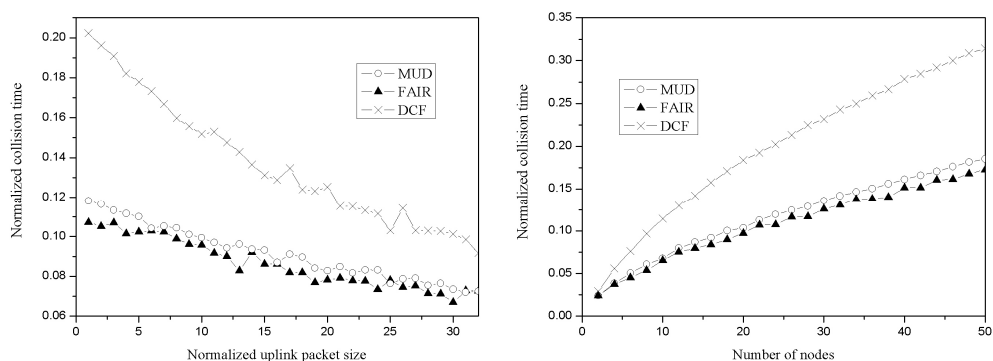 0.20
0.18
0.16
0.14
0.12
0.10
0.08
0.06
Normalized collision time
MUD
FAIR
DCF
0 5 10 15 20 25 30
Normalized uplink packet size
0.35
0.30
0.25
0.20
0.15
0.10
0.05
0.00
Normalized collision time
MUD
FAIR
DCF
0 10 20 30 40 50
Number of nodes